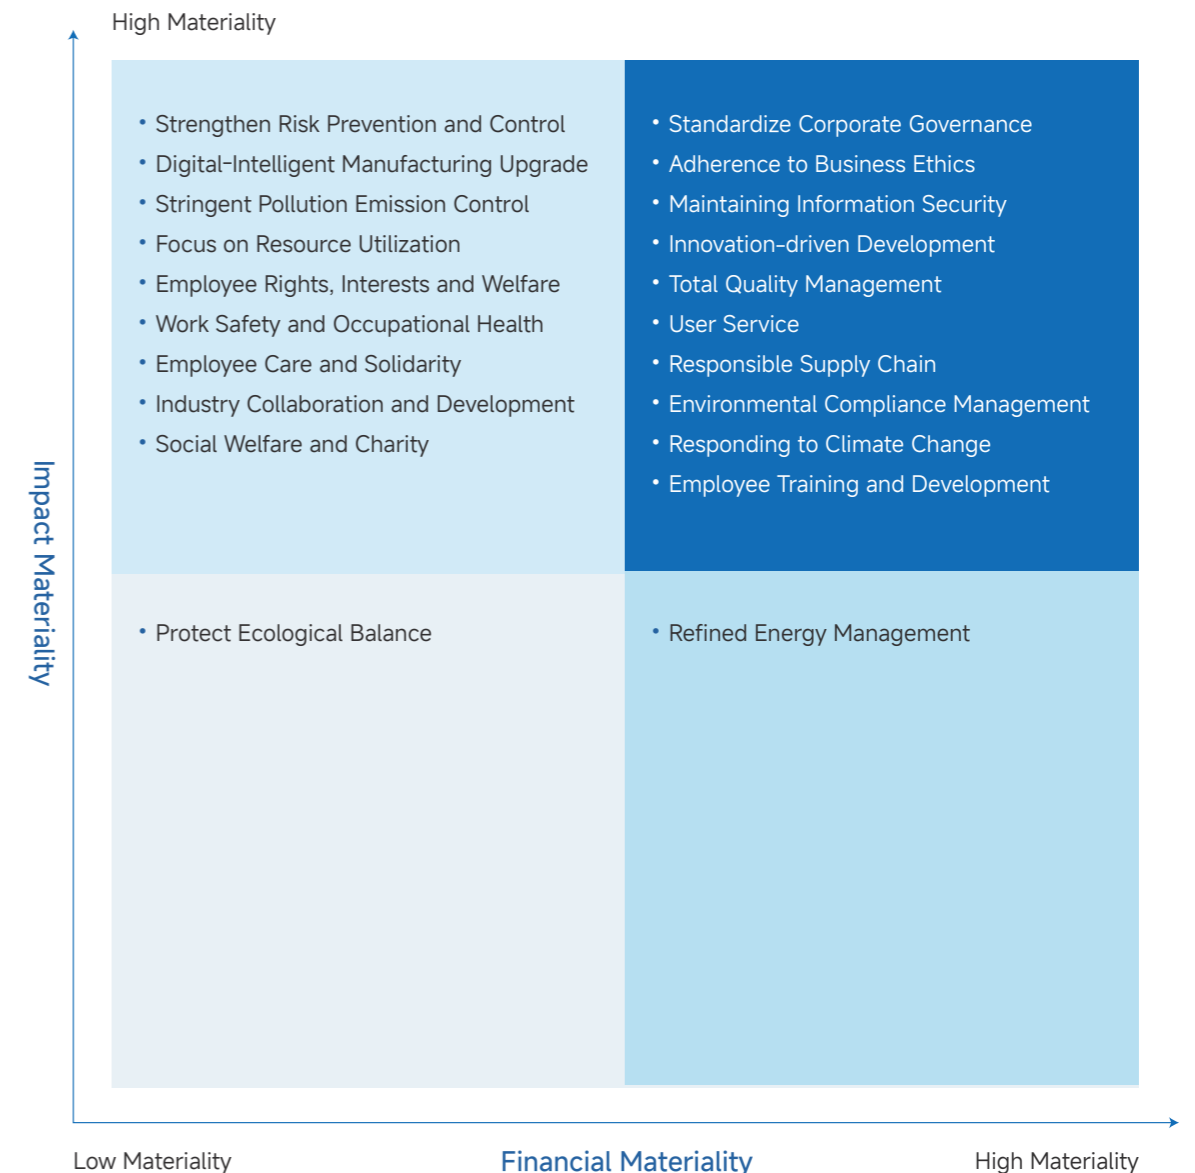 High Materiality
• Strengthen Risk Prevention and Control
• Digital-Intelligent Manufacturing Upgrade
• Stringent Pollution Emission Control
• Focus on Resource Utilization
• Employee Rights, Interests and Welfare
• Work Safety and Occupational Health
• Employee Care and Solidarity
• Industry Collaboration and Development
• Social Welfare and Charity
• Standardize Corporate Governance
• Adherence to Business Ethics
• Maintaining Information Security
• Innovation-driven Development
• Total Quality Management
• User Service
• Responsible Supply Chain
• Environmental Compliance Management
• Responding to Climate Change
• Employee Training and Development
Impact Materiality
• Protect Ecological Balance
• Refined Energy Management
Low Materiality
Financial Materiality
High Materiality